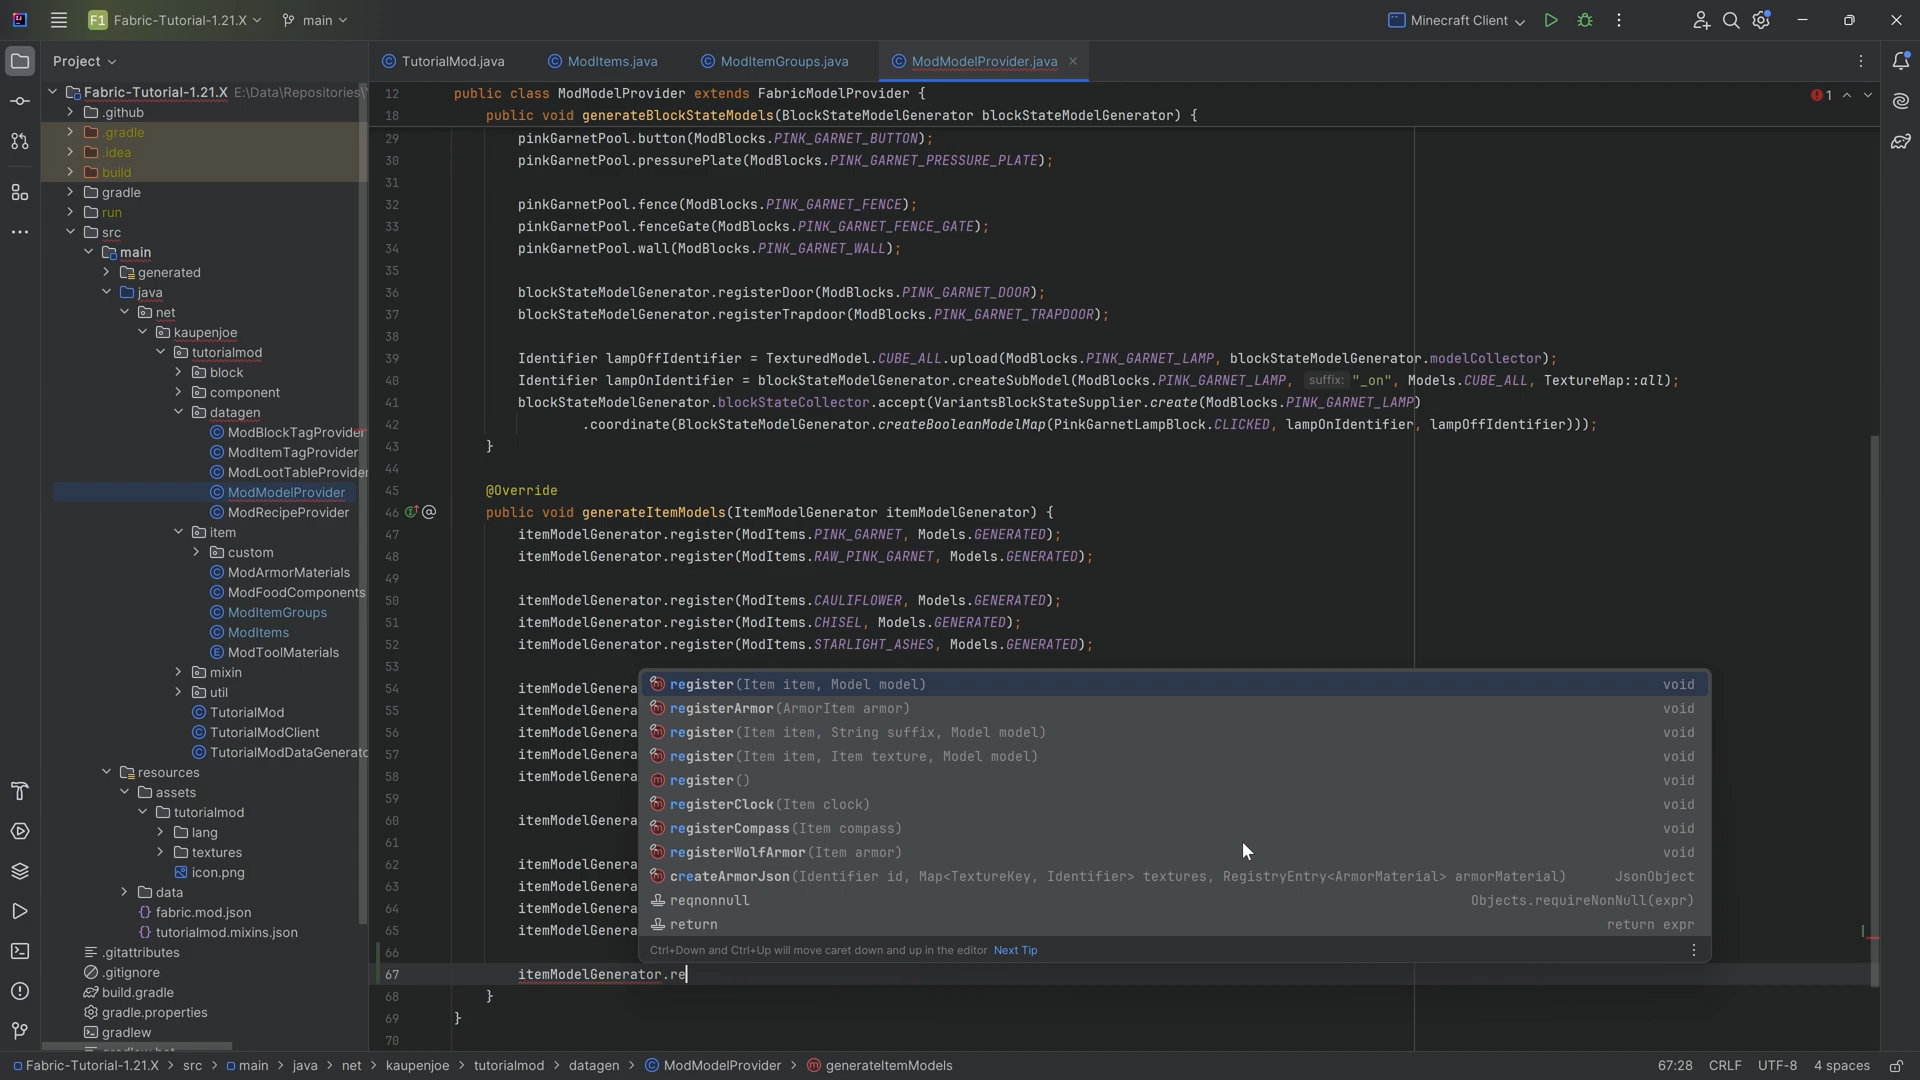 F1 Fabric-Tutorial-1.21.X main Minecraft Client
Project
TutorialMod.java ModItems.java ModItemGroups.java ModModelProvider.java
Fabric-Tutorial-1.21.X E:\Data\Repositories\
.github
.gradle
.idea
build
gradle
run
src
main
generated
java
net
kaupenjoe
tutorialmod
block
component
datagen
ModBlockTagProvider
ModItemTagProvider
ModLootTableProvider
ModModelProvider
ModRecipeProvider
item
custom
ModArmorMaterials
ModFoodComponents
ModItemGroups
ModItems
ModToolMaterials
mixin
util
TutorialMod
TutorialModClient
TutorialModDataGenerato
resources
assets
tutorialmod
lang
textures
icon.png
data
fabric.mod.json
tutorialmod.mixins.json
.gitattributes
.gitignore
build.gradle
gradle.properties
gradlew
12 public class ModModelProvider extends FabricModelProvider { 1
18 public void generateBlockStateModels(BlockStateModelGenerator blockStateModelGenerator) {
29 pinkGarnetPool.button(ModBlocks.PINK_GARNET_BUTTON);
30 pinkGarnetPool.pressurePlate(ModBlocks.PINK_GARNET_PRESSURE_PLATE);
31
32 pinkGarnetPool.fence(ModBlocks.PINK_GARNET_FENCE);
33 pinkGarnetPool.fenceGate(ModBlocks.PINK_GARNET_FENCE_GATE);
34 pinkGarnetPool.wall(ModBlocks.PINK_GARNET_WALL);
35
36 blockStateModelGenerator.registerDoor(ModBlocks.PINK_GARNET_DOOR);
37 blockStateModelGenerator.registerTrapdoor(ModBlocks.PINK_GARNET_TRAPDOOR);
38
39 Identifier lampOffIdentifier = TexturedModel.CUBE_ALL.upload(ModBlocks.PINK_GARNET_LAMP, blockStateModelGenerator.modelCollector);
40 Identifier lampOnIdentifier = blockStateModelGenerator.createSubModel(ModBlocks.PINK_GARNET_LAMP, suffix: "_on", Models.CUBE_ALL, TextureMap::all);
41 blockStateModelGenerator.blockStateCollector.accept(VariantsBlockStateSupplier.create(ModBlocks.PINK_GARNET_LAMP)
42 .coordinate(BlockStateModelGenerator.createBooleanModelMap(PinkGarnetLampBlock.CLICKED, lampOnIdentifier, lampOffIdentifier)));
43 }
44
45 @Override
46 public void generateItemModels(ItemModelGenerator itemModelGenerator) {
47 itemModelGenerator.register(ModItems.PINK_GARNET, Models.GENERATED);
48 itemModelGenerator.register(ModItems.RAW_PINK_GARNET, Models.GENERATED);
49
50 itemModelGenerator.register(ModItems.CAULIFLOWER, Models.GENERATED);
51 itemModelGenerator.register(ModItems.CHISEL, Models.GENERATED);
52 itemModelGenerator.register(ModItems.STARLIGHT_ASHES, Models.GENERATED);
53
54 itemModelGenera
55 itemModelGenera
56 itemModelGenera
57 itemModelGenera
58 itemModelGenera
59
60 itemModelGenera
61
62 itemModelGenera
63 itemModelGenera
64 itemModelGenera
65 itemModelGenera
66
67 itemModelGenerator.re
68 }
69 }
70
register(Item item, Model model) void
registerArmor(ArmorItem armor) void
register(Item item, String suffix, Model model) void
register(Item item, Item texture, Model model) void
register() void
registerClock(Item clock) void
registerCompass(Item compass) void
registerWolfArmor(Item armor) void
createArmorJson(Identifier id, Map<TextureKey, Identifier> textures, RegistryEntry<ArmorMaterial> armorMaterial) JsonObject
reqnonnull Objects.requireNonNull(expr)
return return expr
Ctrl+Down and Ctrl+Up will move caret down and up in the editor Next Tip
Fabric-Tutorial-1.21.X > src > main > java > net > kaupenjoe > tutorialmod > datagen > ModModelProvider > generateItemModels 67:28 CRLF UTF-8 4 spaces